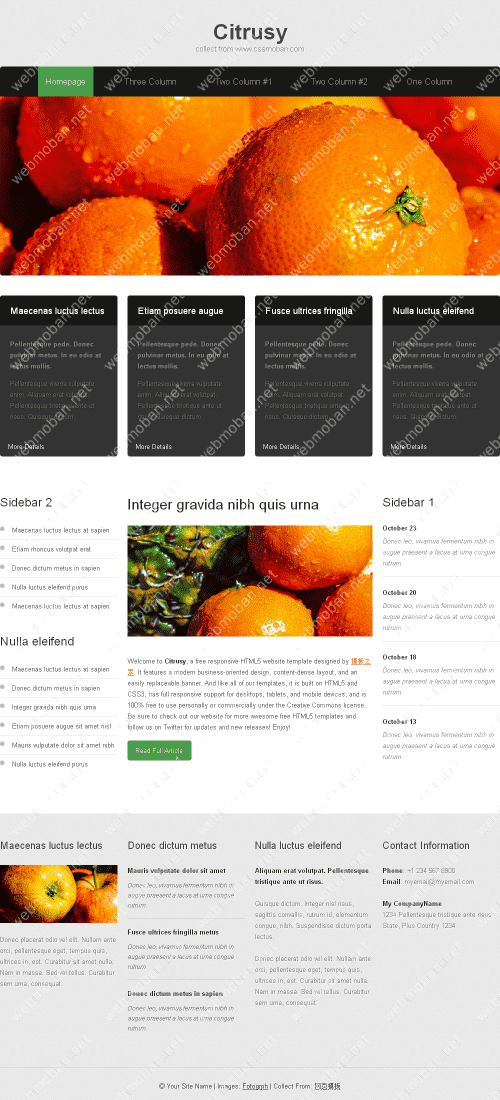 Citrusy
collect from www.cssmoban.com
Homepage
Three Column
Two Column #1
Two Column #2
One Column
webmoban.net
Maecenas luctus lectus
Pellentesque pede. Donec
pulvinar metus. In eu odio at
lectus mollis.
Pellentesque viverra vulputate
enim. Aliquam erat volutpat.
Pellentesque tristique ante ut
risus. Quisque dictum.
More Details
Etiam posuere augue
Pellentesque pede. Donec
pulvinar metus. In eu odio at
lectus mollis.
Pellentesque viverra vulputate
enim. Aliquam erat volutpat.
Pellentesque tristique ante ut
risus. Quisque dictum.
More Details
Fusce ultrices fringilla
Pellentesque pede. Donec
pulvinar metus. In eu odio at
lectus mollis.
Pellentesque viverra vulputate
enim. Aliquam erat volutpat.
Pellentesque tristique ante ut
risus. Quisque dictum.
More Details
Nulla luctus eleifend
Pellentesque pede. Donec
pulvinar metus. In eu odio at
lectus mollis.
Pellentesque viverra vulputate
enim. Aliquam erat volutpat.
Pellentesque tristique ante ut
risus. Quisque dictum.
More Details
Sidebar 2
Maecenas luctus lectus at sapien
Etiam rhoncus volutpat erat
Donec dictum metus in sapien
Nulla luctus eleifend purus
Maecenas luctus lectus at sapien
Nulla eleifend
Maecenas luctus lectus at sapien
Donec dictum metus in sapien
Integer gravida nibh quis urna
Etiam posuere augue sit amet nisl
Mauris vulputate dolor sit amet nibh
Nulla luctus eleifend purus
Integer gravida nibh quis urna
Welcome to Citrusy, a free responsive HTML5 website template designed by
. It features a modern business-oriented design, content-dense layout, and an
easily replaceable banner. And like all of our templates, it is built on HTML5 and
CSS3, has full responsive support for desktops, tablets, and mobile devices, and is
100% free to use personally or commercially under the Creative Commons license.
Be sure to check out our website for more awesome free HTML5 templates and
follow us on Twitter for updates and new releases! Enjoy!
Read Full Article
Sidebar 1
October 23
Donec leo, vivamus fermentum nibh in
augue praesent a lacus at urna congue
rutrum.
October 20
Donec leo, vivamus fermentum nibh in
augue praesent a lacus at urna congue
rutrum.
October 18
Donec leo, vivamus fermentum nibh in
augue praesent a lacus at urna congue
rutrum.
October 13
Donec leo, vivamus fermentum nibh in
augue praesent a lacus at urna congue
rutrum.
Maecenas luctus lectus
Donec placerat odio vel elit. Nullam ante
orci, pellentesque eget, tempus quis,
ultrices in, est. Curabitur sit amet nulla.
Nam in massa. Sed vel tellus. Curabitur
sem urna, consequat.
Donec dictum metus
Mauris vulputate dolor sit amet
Donec leo, vivamus fermentum nibh in
augue praesent a lacus at urna congue
rutrum.
Fusce ultrices fringilla metus
Donec leo, vivamus fermentum nibh in
augue praesent a lacus at urna congue
rutrum.
Donec dictum metus in sapien
Donec leo, vivamus fermentum nibh in
augue praesent a lacus at urna congue
rutrum.
Nulla luctus eleifend
Aliquam erat volutpat. Pellentesque
tristique ante ut risus.
Quisque dictum. Integer nisl risus,
sagittis convallis, rutrum id, elementum
congue, nibh. Suspendisse dictum porta
lectus.
Donec placerat odio vel elit. Nullam ante
orci, pellentesque eget, tempus quis,
ultrices in, est. Curabitur sit amet nulla.
Nam in massa. Sed vel tellus. Curabitur
sem urna, consequat.
Contact Information
Phone: +1 234 567 8900
Email: myemail@myemail.com
My CompanyName
1234 Pellentesque tristique ante risus
State, Plus Country 1234
© Your Site Name | Images: Fotogrph | Collect From: 网页模板